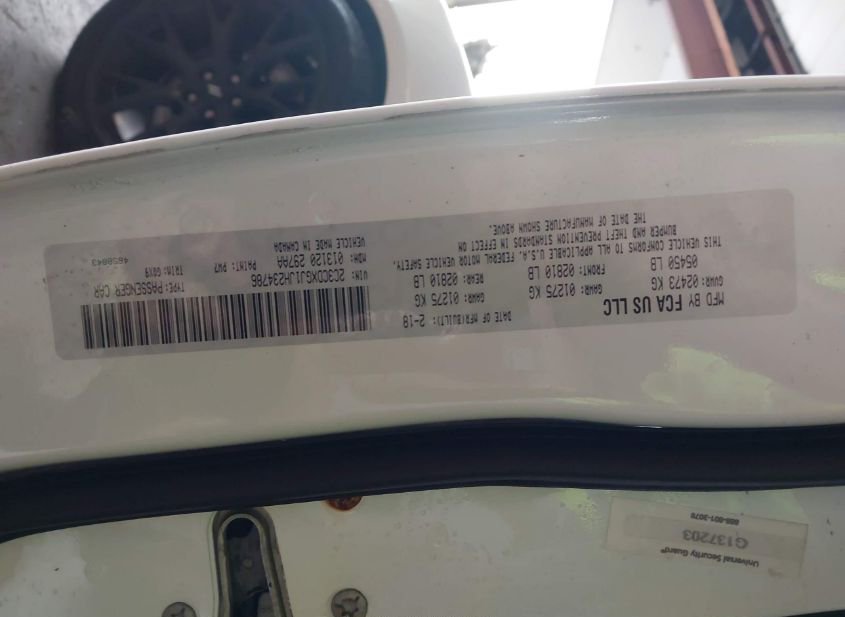 MFD BY FCA US LLC
DATE OF MFR(BUILT): 2-18
GVWR: 02473 KG
05450 LB
GAWR: 01275 KG
FRONT: 02810 LB
GAWR: 01275 KG
REAR: 02810 LB
THIS VEHICLE CONFORMS TO ALL APPLICABLE U.S.A. FEDERAL MOTOR VEHICLE SAFETY,
BUMPER AND THEFT PREVENTION STANDARDS IN EFFECT ON
THE DATE OF MANUFACTURE SHOWN ABOVE.
VIN: 2C3CDXGJ1JH234786
TYPE: PASSENGER CAR
PAINT: PW7
MDH: 013120 297AA
VEHICLE MADE IN CANADA
4658843
Universal Security Guard®
G137203